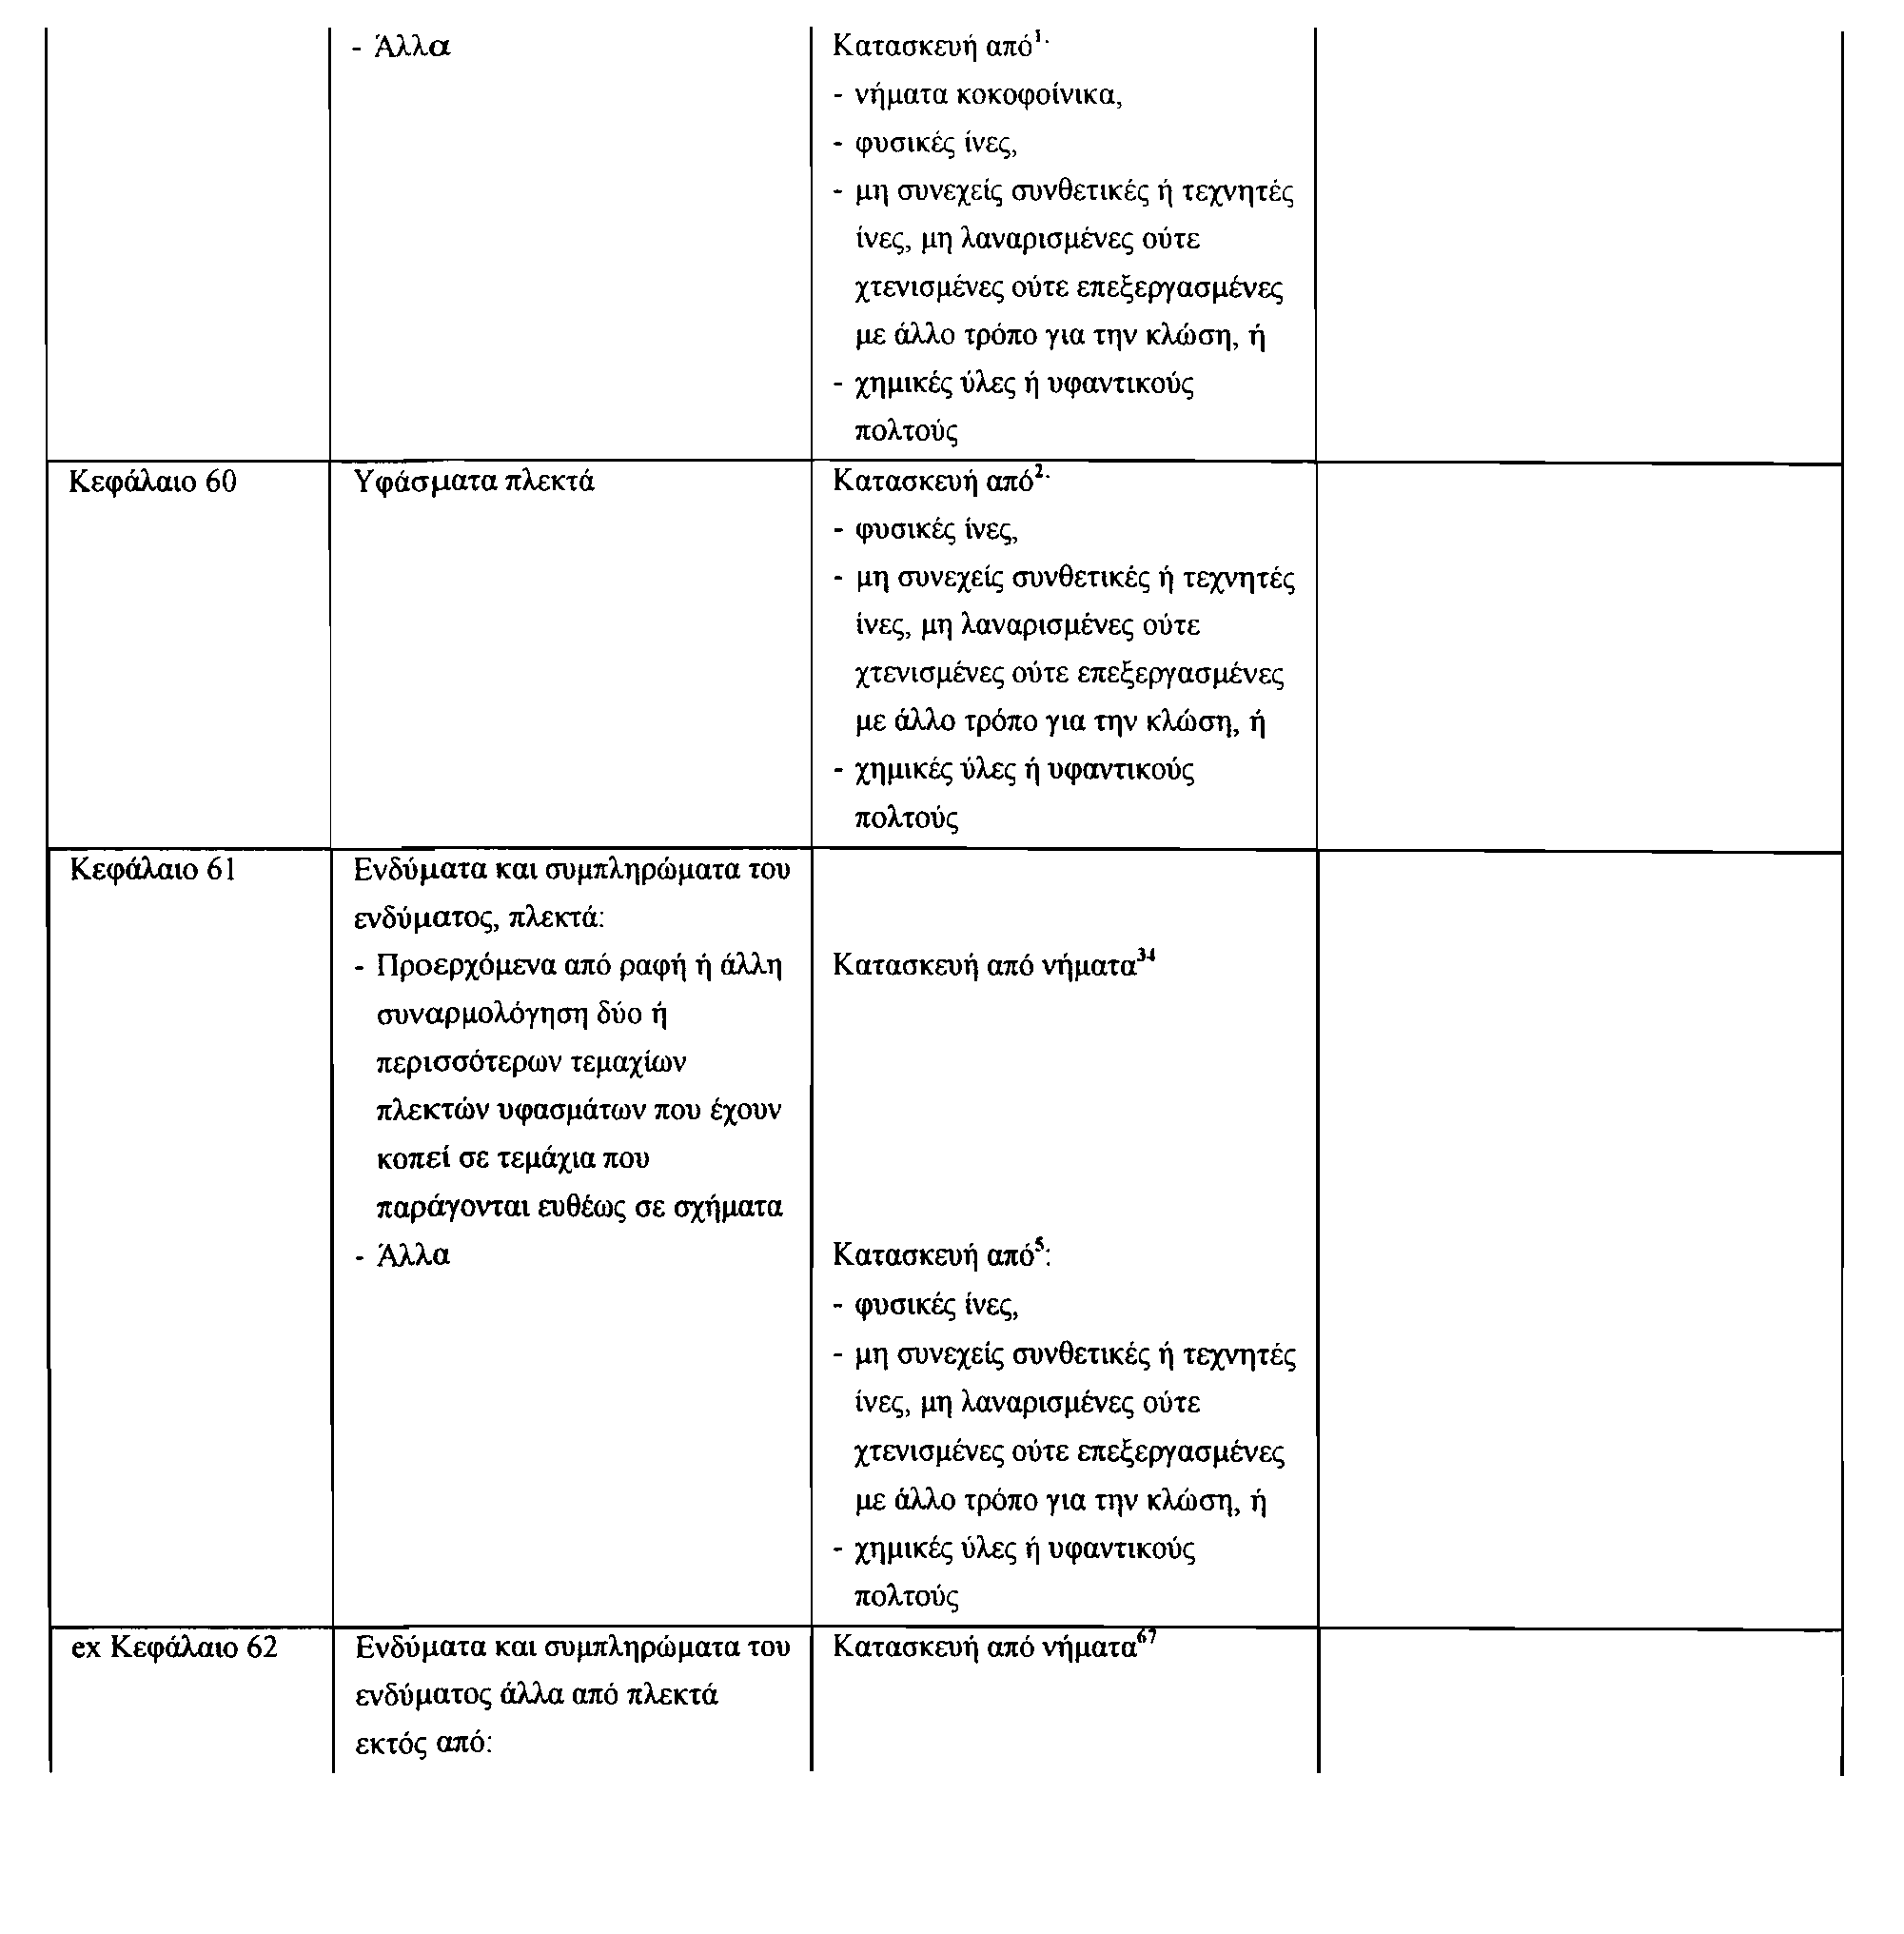 - Άλλα
Κατασκευή από¹·
- νήματα κοκοφοίνικα,
- φυσικές ίνες,
- μη συνεχείς συνθετικές ή τεχνητές
ίνες, μη λαναρισμένες ούτε
χτενισμένες ούτε επεξεργασμένες
με άλλο τρόπο για την κλώση, ή
- χημικές ύλες ή υφαντικούς
πολτούς
Κεφάλαιο 60
Υφάσματα πλεκτά
Κατασκευή από²·
- φυσικές ίνες,
- μη συνεχείς συνθετικές ή τεχνητές
ίνες, μη λαναρισμένες ούτε
χτενισμένες ούτε επεξεργασμένες
με άλλο τρόπο για την κλώση, ή
- χημικές ύλες ή υφαντικούς
πολτούς
Κεφάλαιο 61
Ενδύματα και συμπληρώματα του
ενδύματος, πλεκτά:
- Προερχόμενα από ραφή ή άλλη
συναρμολόγηση δύο ή
περισσότερων τεμαχίων
πλεκτών υφασμάτων που έχουν
κοπεί σε τεμάχια που
παράγονται ευθέως σε σχήματα
Κατασκευή από νήματα³⁴
- Άλλα
Κατασκευή από⁵:
- φυσικές ίνες,
- μη συνεχείς συνθετικές ή τεχνητές
ίνες, μη λαναρισμένες ούτε
χτενισμένες ούτε επεξεργασμένες
με άλλο τρόπο για την κλώση, ή
- χημικές ύλες ή υφαντικούς
πολτούς
ex Κεφάλαιο 62
Ενδύματα και συμπληρώματα του
ενδύματος άλλα από πλεκτά
εκτός από:
Κατασκευή από νήματα⁶⁷